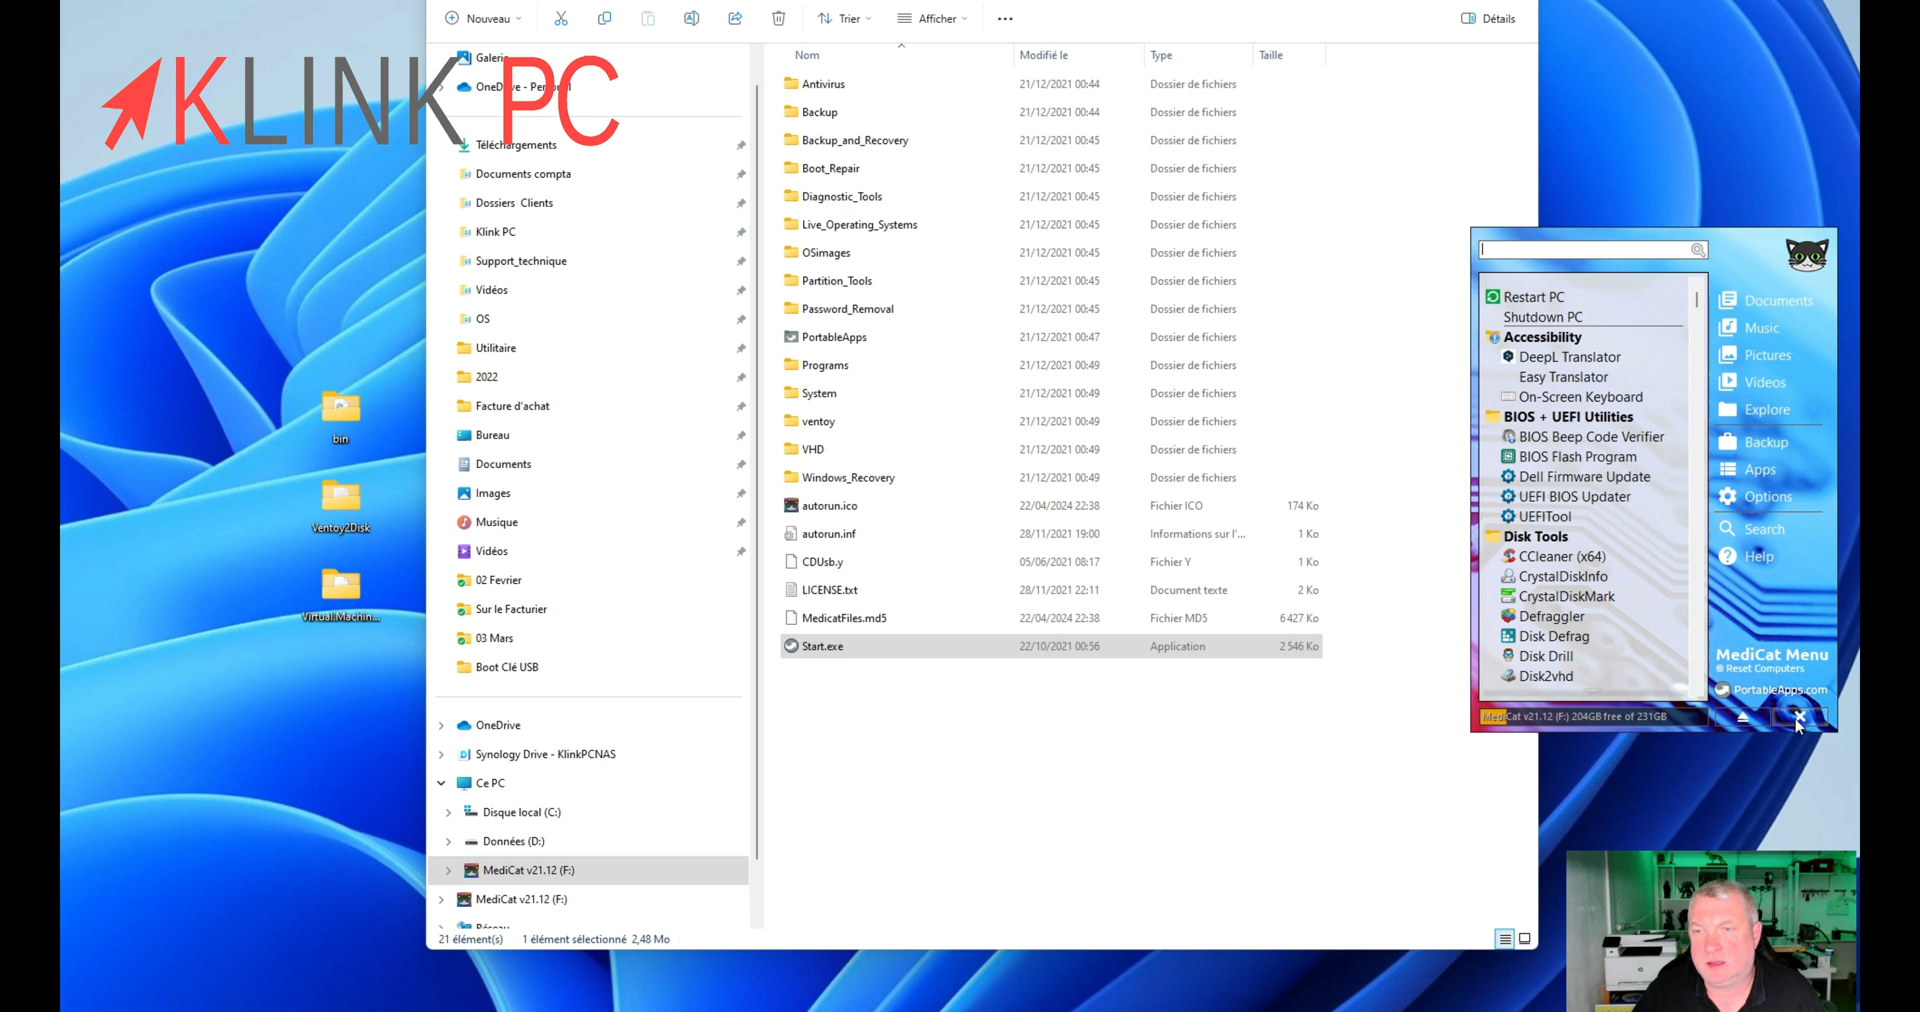 Nouveau
Trier
Afficher
Détails
KLINK PC
Galerie
OneDrive - Personal
Téléchargements
Documents compta
Dossiers Clients
Klink PC
Support_technique
Vidéos
OS
Utilitaire
2022
Facture d'achat
Bureau
Documents
Images
Musique
Vidéos
02 Fevrier
Sur le Facturier
03 Mars
Boot Clé USB
OneDrive
Synology Drive - KlinkPCNAS
Ce PC
Disque local (C:)
Données (D:)
MediCat v21.12 (F:)
MediCat v21.12 (F:)
Réseau
21 élément(s) 1 élément sélectionné 2,48 Mo
bin
Ventoy2Disk
Virtual.Machin...
Nom Modifié le Type Taille
Antivirus 21/12/2021 00:44 Dossier de fichiers
Backup 21/12/2021 00:44 Dossier de fichiers
Backup_and_Recovery 21/12/2021 00:45 Dossier de fichiers
Boot_Repair 21/12/2021 00:45 Dossier de fichiers
Diagnostic_Tools 21/12/2021 00:45 Dossier de fichiers
Live_Operating_Systems 21/12/2021 00:45 Dossier de fichiers
OSimages 21/12/2021 00:45 Dossier de fichiers
Partition_Tools 21/12/2021 00:45 Dossier de fichiers
Password_Removal 21/12/2021 00:45 Dossier de fichiers
PortableApps 21/12/2021 00:47 Dossier de fichiers
Programs 21/12/2021 00:49 Dossier de fichiers
System 21/12/2021 00:49 Dossier de fichiers
ventoy 21/12/2021 00:49 Dossier de fichiers
VHD 21/12/2021 00:49 Dossier de fichiers
Windows_Recovery 21/12/2021 00:49 Dossier de fichiers
autorun.ico 22/04/2024 22:38 Fichier ICO 174 Ko
autorun.inf 28/11/2021 19:00 Informations sur l'... 1 Ko
CDUsb.y 05/06/2021 08:17 Fichier Y 1 Ko
LICENSE.txt 28/11/2021 22:11 Document texte 2 Ko
MedicatFiles.md5 22/04/2024 22:38 Fichier MD5 6 427 Ko
Start.exe 22/10/2021 00:56 Application 2 546 Ko
Restart PC
Shutdown PC
Accessibility
DeepL Translator
Easy Translator
On-Screen Keyboard
BIOS + UEFI Utilities
BIOS Beep Code Verifier
BIOS Flash Program
Dell Firmware Update
UEFI BIOS Updater
UEFITool
Disk Tools
CCleaner (x64)
CrystalDiskInfo
CrystalDiskMark
Defraggler
Disk Defrag
Disk Drill
Disk2vhd
MediCat v21.12 (F:) 204GB free of 231GB
Documents
Music
Pictures
Videos
Explore
Backup
Apps
Options
Search
Help
MediCat Menu
® Reset Computers
PortableApps.com